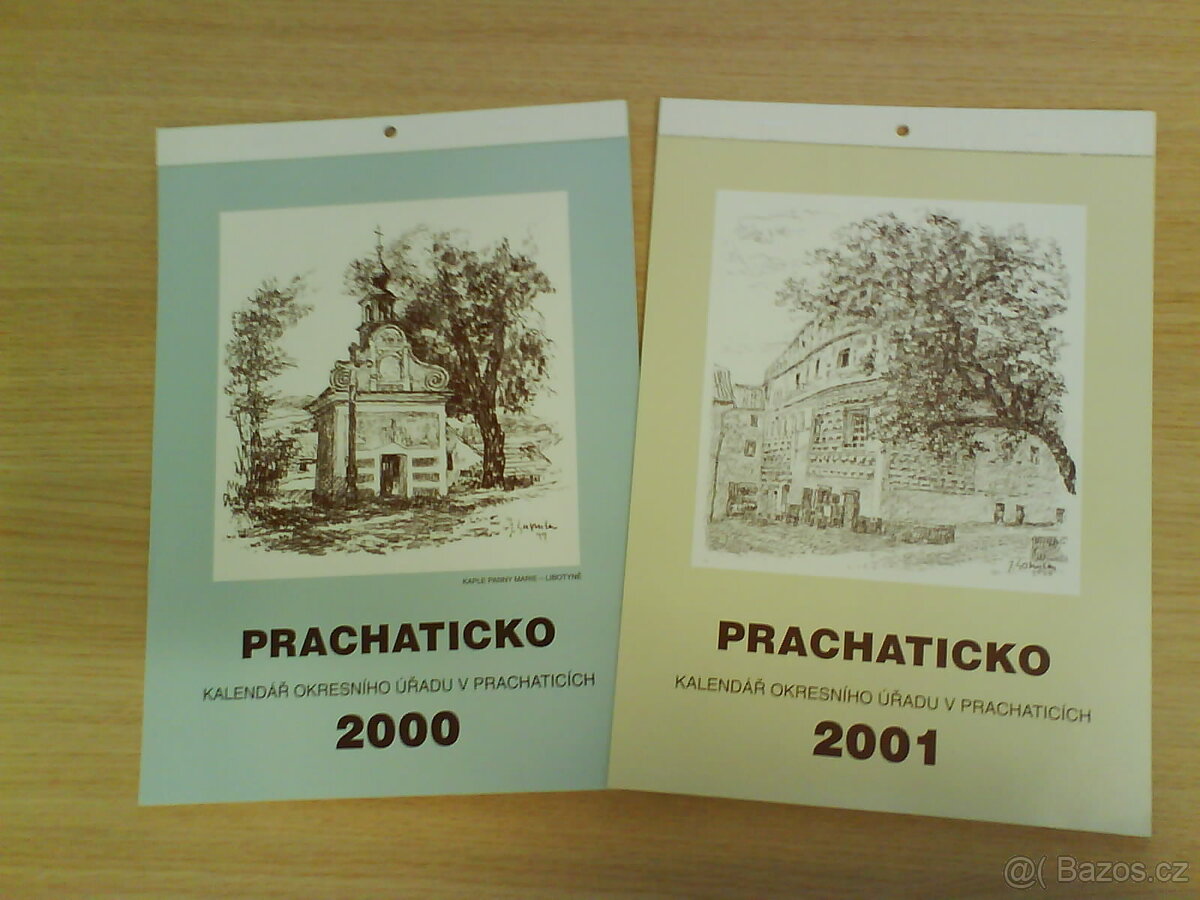 KAPLE PANNY MARIE – LIBOTYNĚ
PRACHATICKO
KALENDÁŘ OKRESNÍHO ÚŘADU V PRACHATICÍCH
2000
PRACHATICKO
KALENDÁŘ OKRESNÍHO ÚŘADU V PRACHATICÍCH
2001
@( Bazos.cz